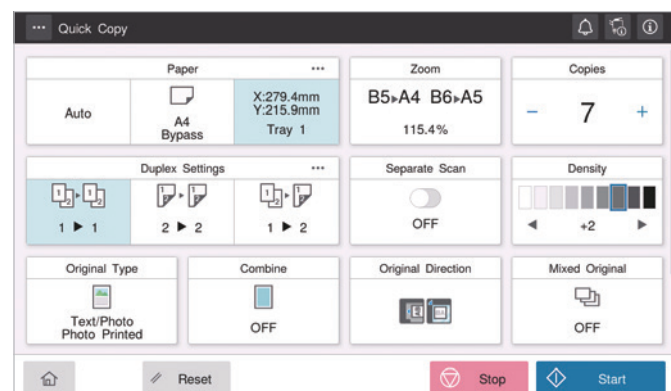 Quick Copy
Paper
Auto
A4
Bypass
X:279.4mm
Y:215.9mm
Tray 1
Zoom
B5▸A4 B6▸A5
115.4%
Copies
− 7 +
Duplex Settings
1 ▶ 1
2 ▶ 2
1 ▶ 2
Separate Scan
OFF
Density
◀ +2 ▶
Original Type
Text/Photo
Photo Printed
Combine
OFF
Original Direction
Mixed Original
OFF
Reset
Stop
Start